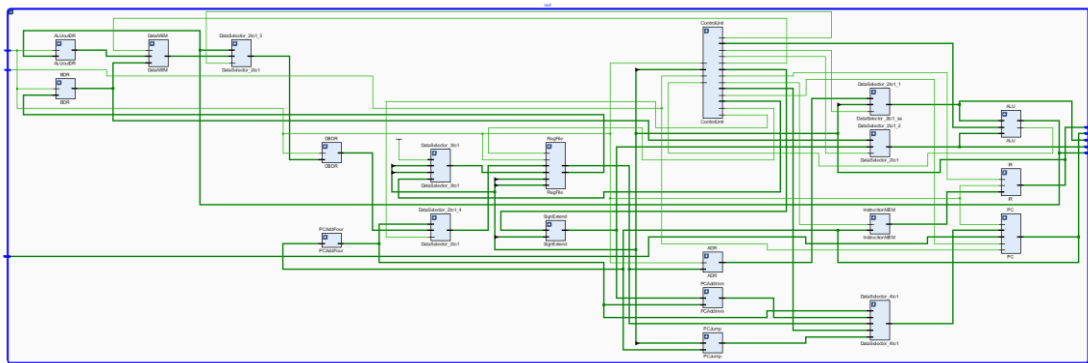 ALUoutDR
ALUoutDR
DataMEM
DataMEM
DataSelector_2to1_3
DataSelector_2to1
BDR
BDR
ControlUnit
ControlUnit
DataSelector_2to1_1
DataSelector_2to1_2
DataSelector_2to1
ALU
ALU
DBDR
DBDR
DataSelector_3to1
DataSelector_3to1
RegFile
RegFile
IR
IR
DataSelector_2to1_4
DataSelector_2to1
SignExtend
SignExtend
InstructionMEM
InstructionMEM
PC
PC
PCAddFour
PCAddFour
ADR
ADR
PCAddImm
PCAddImm
DataSelector_4to1
DataSelector_4to1
PCJump
PCJump